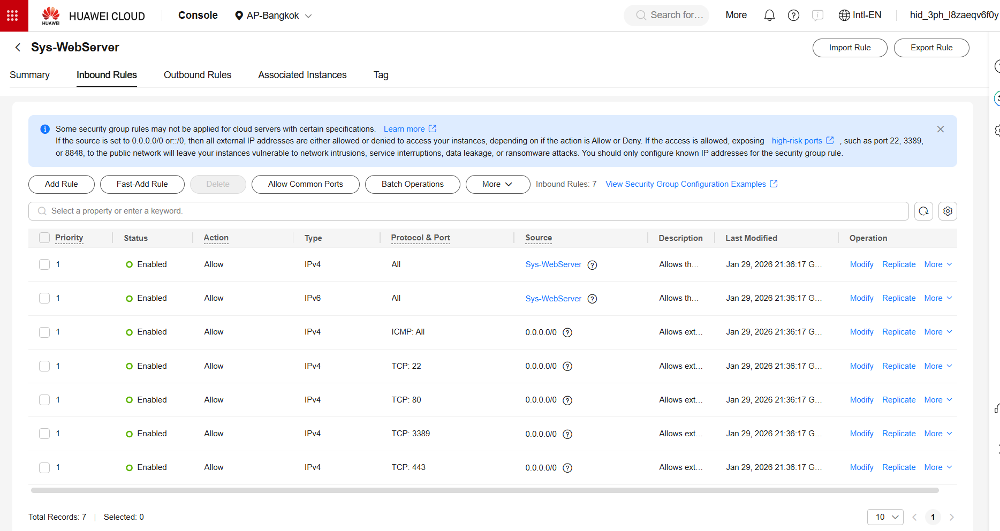 HUAWEI
HUAWEI CLOUD
Console
AP-Bangkok
Search for...
More
Intl-EN
hid_3ph_l8zaeqv6f0y
Sys-WebServer
Import Rule
Export Rule
Summary
Inbound Rules
Outbound Rules
Associated Instances
Tag
Some security group rules may not be applied for cloud servers with certain specifications. Learn more
If the source is set to 0.0.0.0/0 or::/0, then all external IP addresses are either allowed or denied to access your instances, depending on if the action is Allow or Deny. If the access is allowed, exposing high-risk ports , such as port 22, 3389,
or 8848, to the public network will leave your instances vulnerable to network intrusions, service interruptions, data leakage, or ransomware attacks. You should only configure known IP addresses for the security group rule.
Add Rule
Fast-Add Rule
Delete
Allow Common Ports
Batch Operations
More
Inbound Rules: 7
View Security Group Configuration Examples
Select a property or enter a keyword.
Priority Status Action Type Protocol & Port Source Description Last Modified Operation
1 Enabled Allow IPv4 All Sys-WebServer Allows th... Jan 29, 2026 21:36:17 G... Modify Replicate More
1 Enabled Allow IPv6 All Sys-WebServer Allows th... Jan 29, 2026 21:36:17 G... Modify Replicate More
1 Enabled Allow IPv4 ICMP: All 0.0.0.0/0 Allows ext... Jan 29, 2026 21:36:17 G... Modify Replicate More
1 Enabled Allow IPv4 TCP: 22 0.0.0.0/0 Allows ext... Jan 29, 2026 21:36:17 G... Modify Replicate More
1 Enabled Allow IPv4 TCP: 80 0.0.0.0/0 Allows ext... Jan 29, 2026 21:36:17 G... Modify Replicate More
1 Enabled Allow IPv4 TCP: 3389 0.0.0.0/0 Allows ext... Jan 29, 2026 21:36:17 G... Modify Replicate More
1 Enabled Allow IPv4 TCP: 443 0.0.0.0/0 Allows ext... Jan 29, 2026 21:36:17 G... Modify Replicate More
Total Records: 7
Selected: 0
10
1